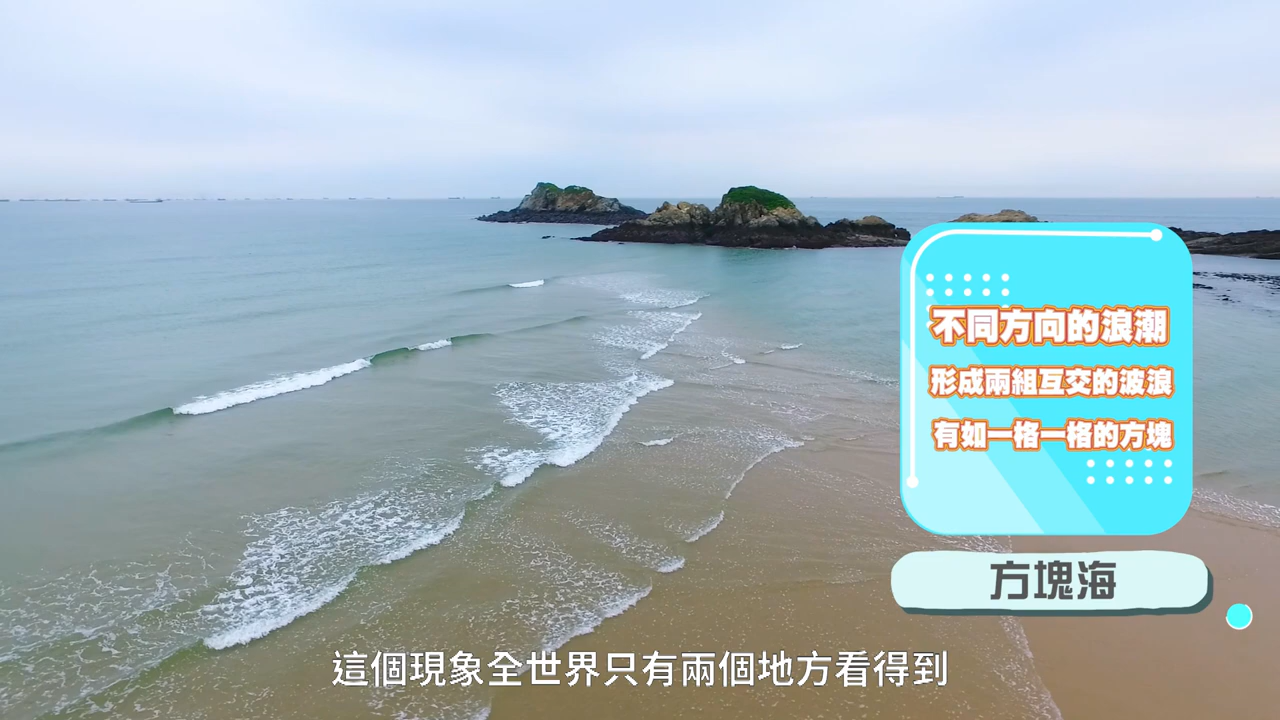 不同方向的浪潮
形成兩組互交的波浪
有如一格一格的方塊
方塊海
這個現象全世界只有兩個地方看得到